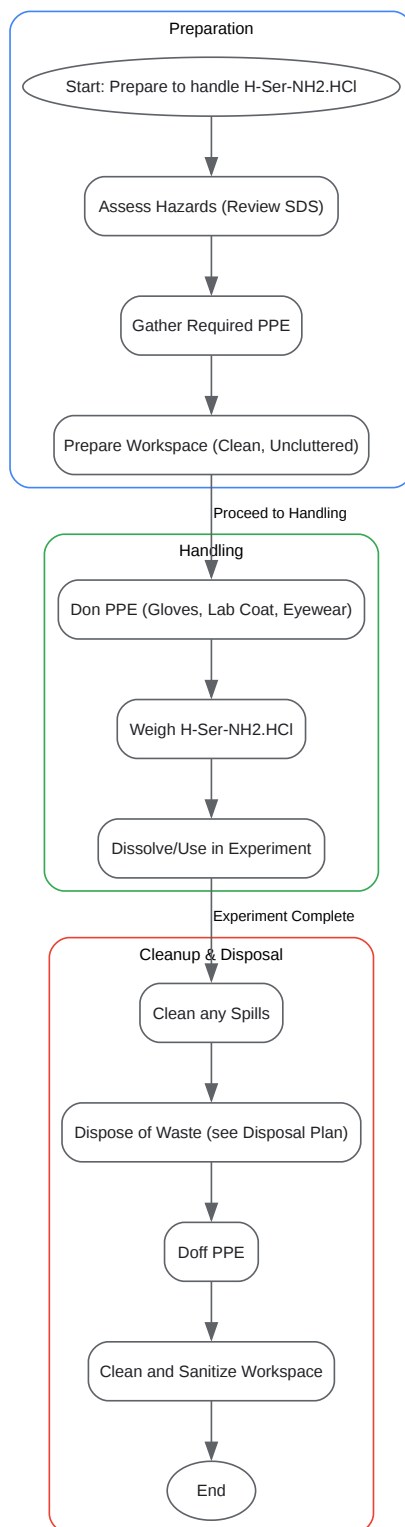 Preparation
Start: Prepare to handle H-Ser-NH2.HCl
Assess Hazards (Review SDS)
Gather Required PPE
Prepare Workspace (Clean, Uncluttered)
Proceed to Handling
Handling
Don PPE (Gloves, Lab Coat, Eyewear)
Weigh H-Ser-NH2.HCl
Dissolve/Use in Experiment
Experiment Complete
Cleanup & Disposal
Clean any Spills
Dispose of Waste (see Disposal Plan)
Doff PPE
Clean and Sanitize Workspace
End